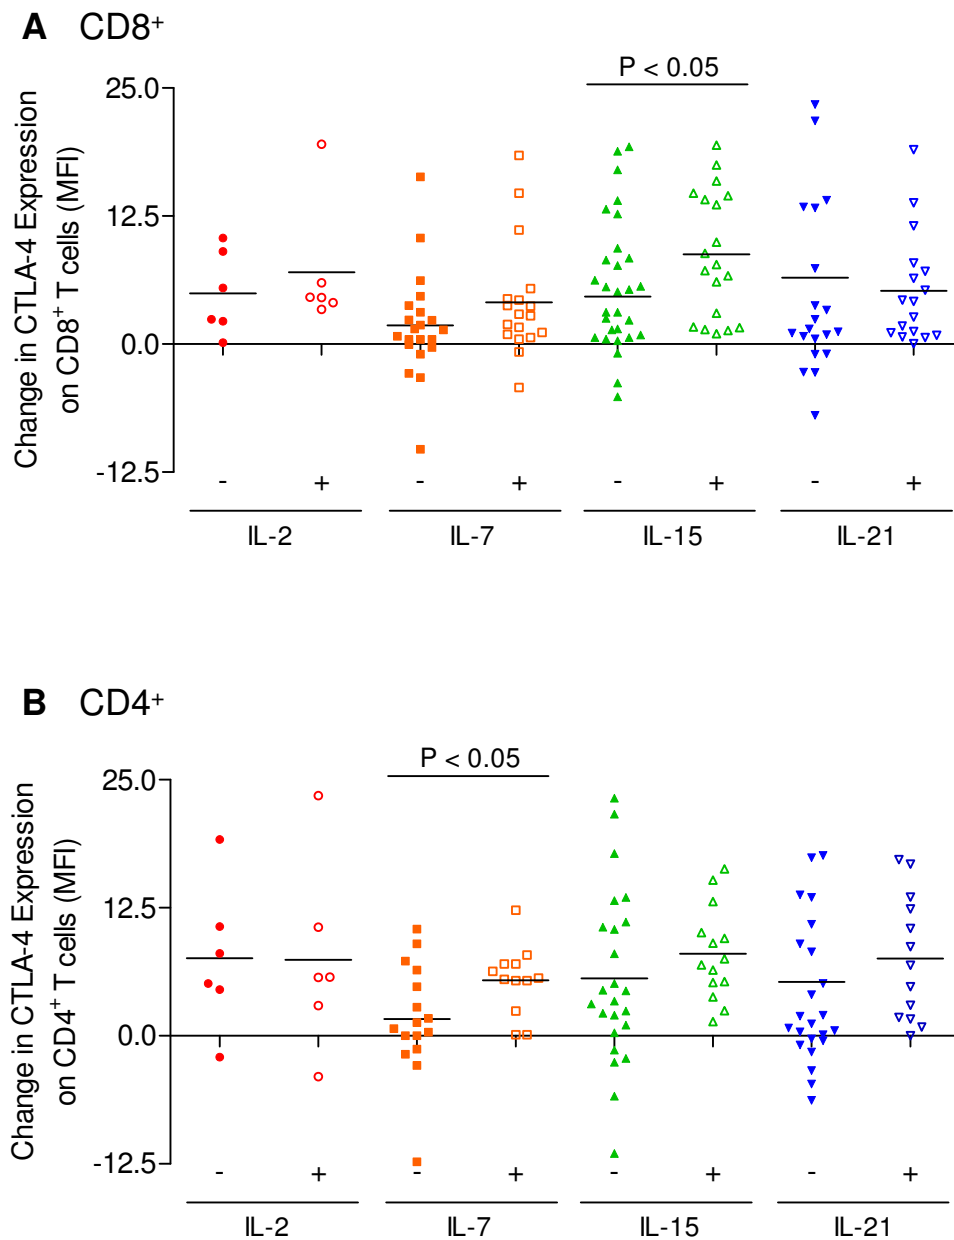 A CD8⁺
P < 0.05
Change in CTLA-4 Expression
on CD8⁺ T cells (MFI)
25.0
12.5
0.0
-12.5
- + - + - + - +
IL-2 IL-7 IL-15 IL-21
B CD4⁺
P < 0.05
Change in CTLA-4 Expression
on CD4⁺ T cells (MFI)
25.0
12.5
0.0
-12.5
- + - + - + - +
IL-2 IL-7 IL-15 IL-21